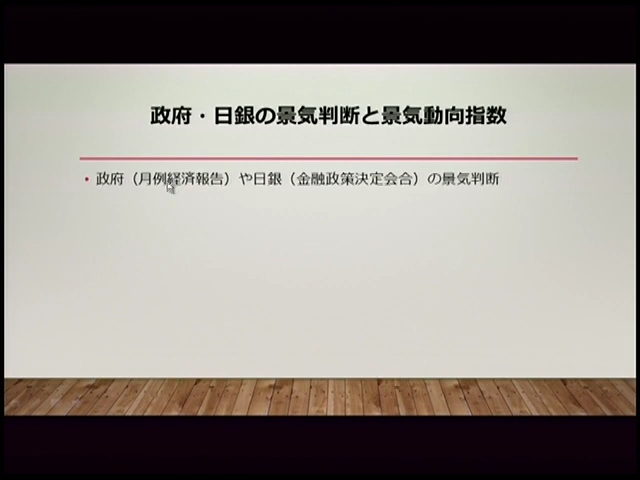 政府・日銀の景気判断と景気動向指数
• 政府（月例経済報告）や日銀（金融政策決定会合）の景気判断